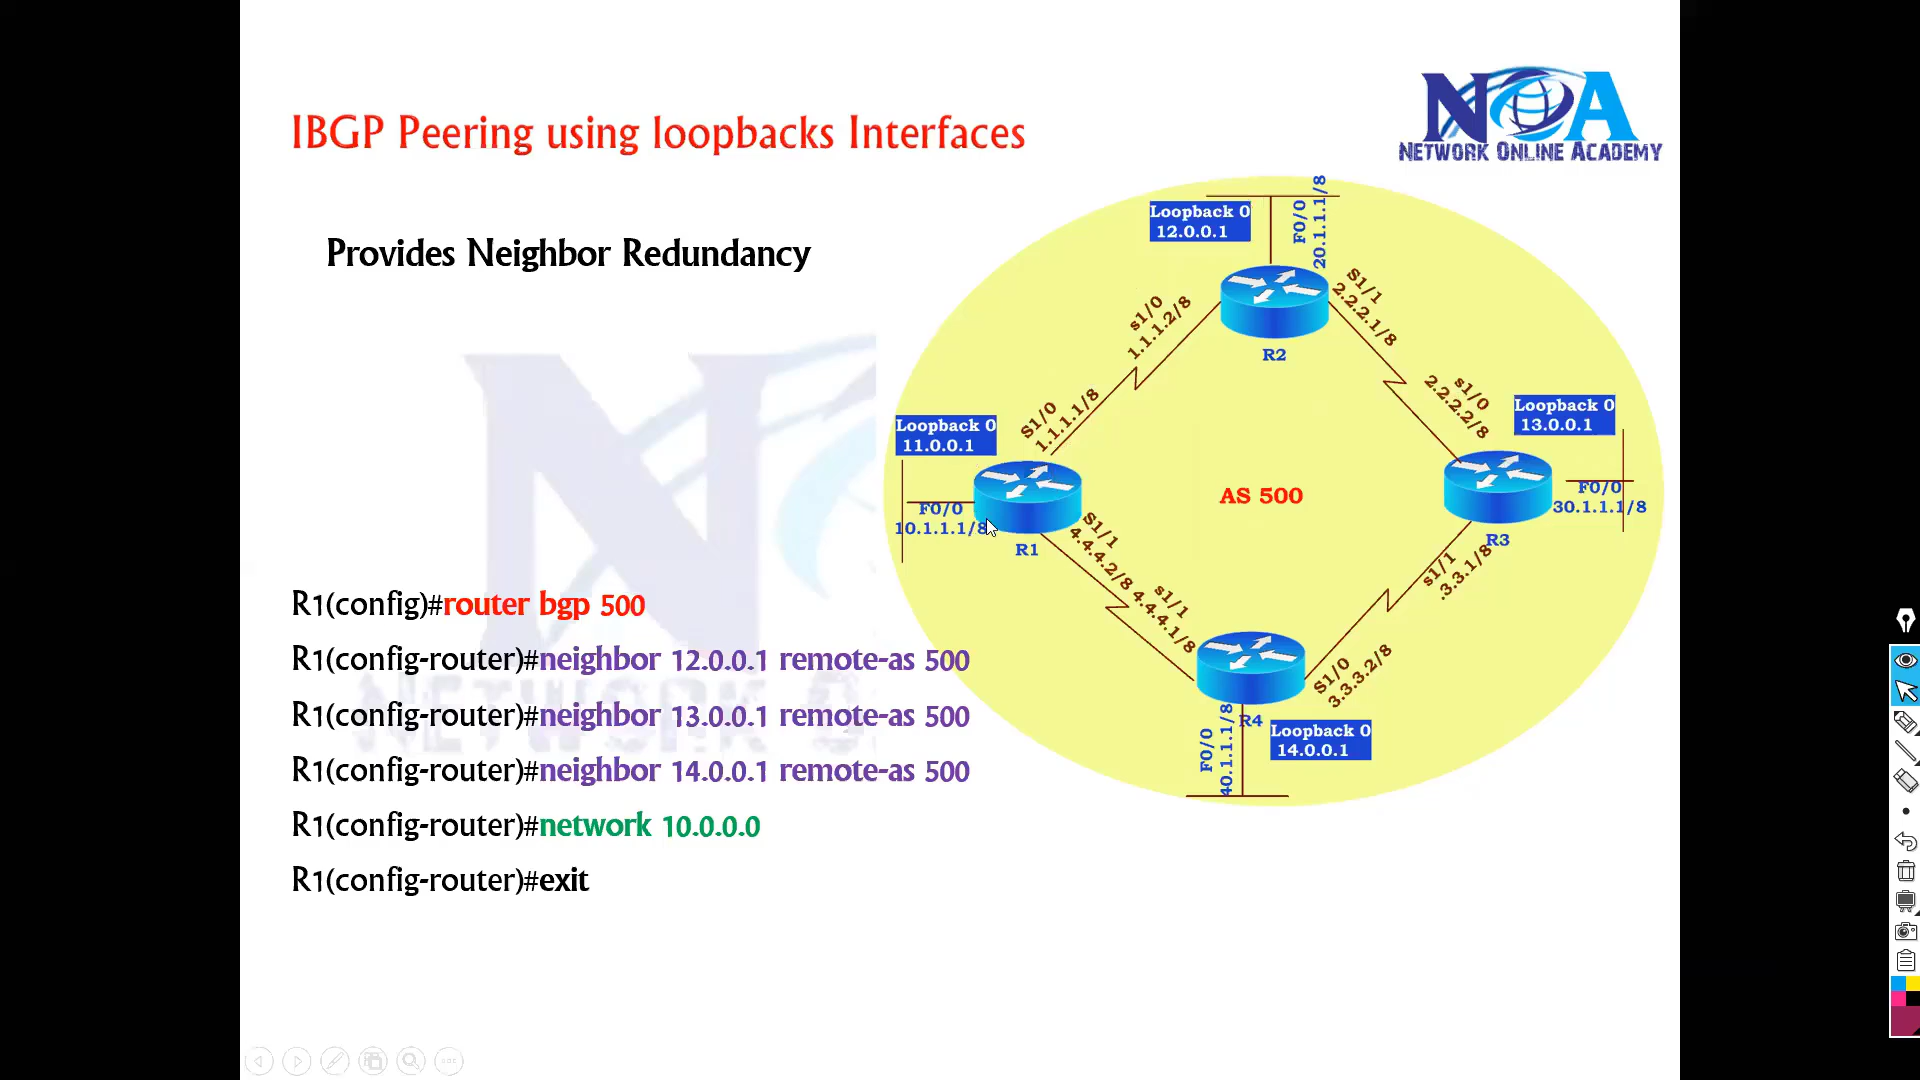 IBGP Peering using loopbacks Interfaces
NOA
NETWORK ONLINE ACADEMY
Provides Neighbor Redundancy
Loopback 0
12.0.0.1
F0/0
20.1.1.1/8
R2
s1/0
1.1.1.2/8
S1/1
2.2.2.1/8
S1/0
1.1.1.1/8
s1/0
2.2.2.2/8
Loopback 0
11.0.0.1
Loopback 0
13.0.0.1
F0/0
10.1.1.1/8
R1
AS 500
F0/0
30.1.1.1/8
R3
S1/1
4.4.4.2/8
s1/1
4.4.4.1/8
s1/1
.3.3.1/8
S1/0
3.3.3.2/8
R4
F0/0
40.1.1.1/8
Loopback 0
14.0.0.1
R1(config)#router bgp 500
R1(config-router)#neighbor 12.0.0.1 remote-as 500
R1(config-router)#neighbor 13.0.0.1 remote-as 500
R1(config-router)#neighbor 14.0.0.1 remote-as 500
R1(config-router)#network 10.0.0.0
R1(config-router)#exit
N
NETWORK O